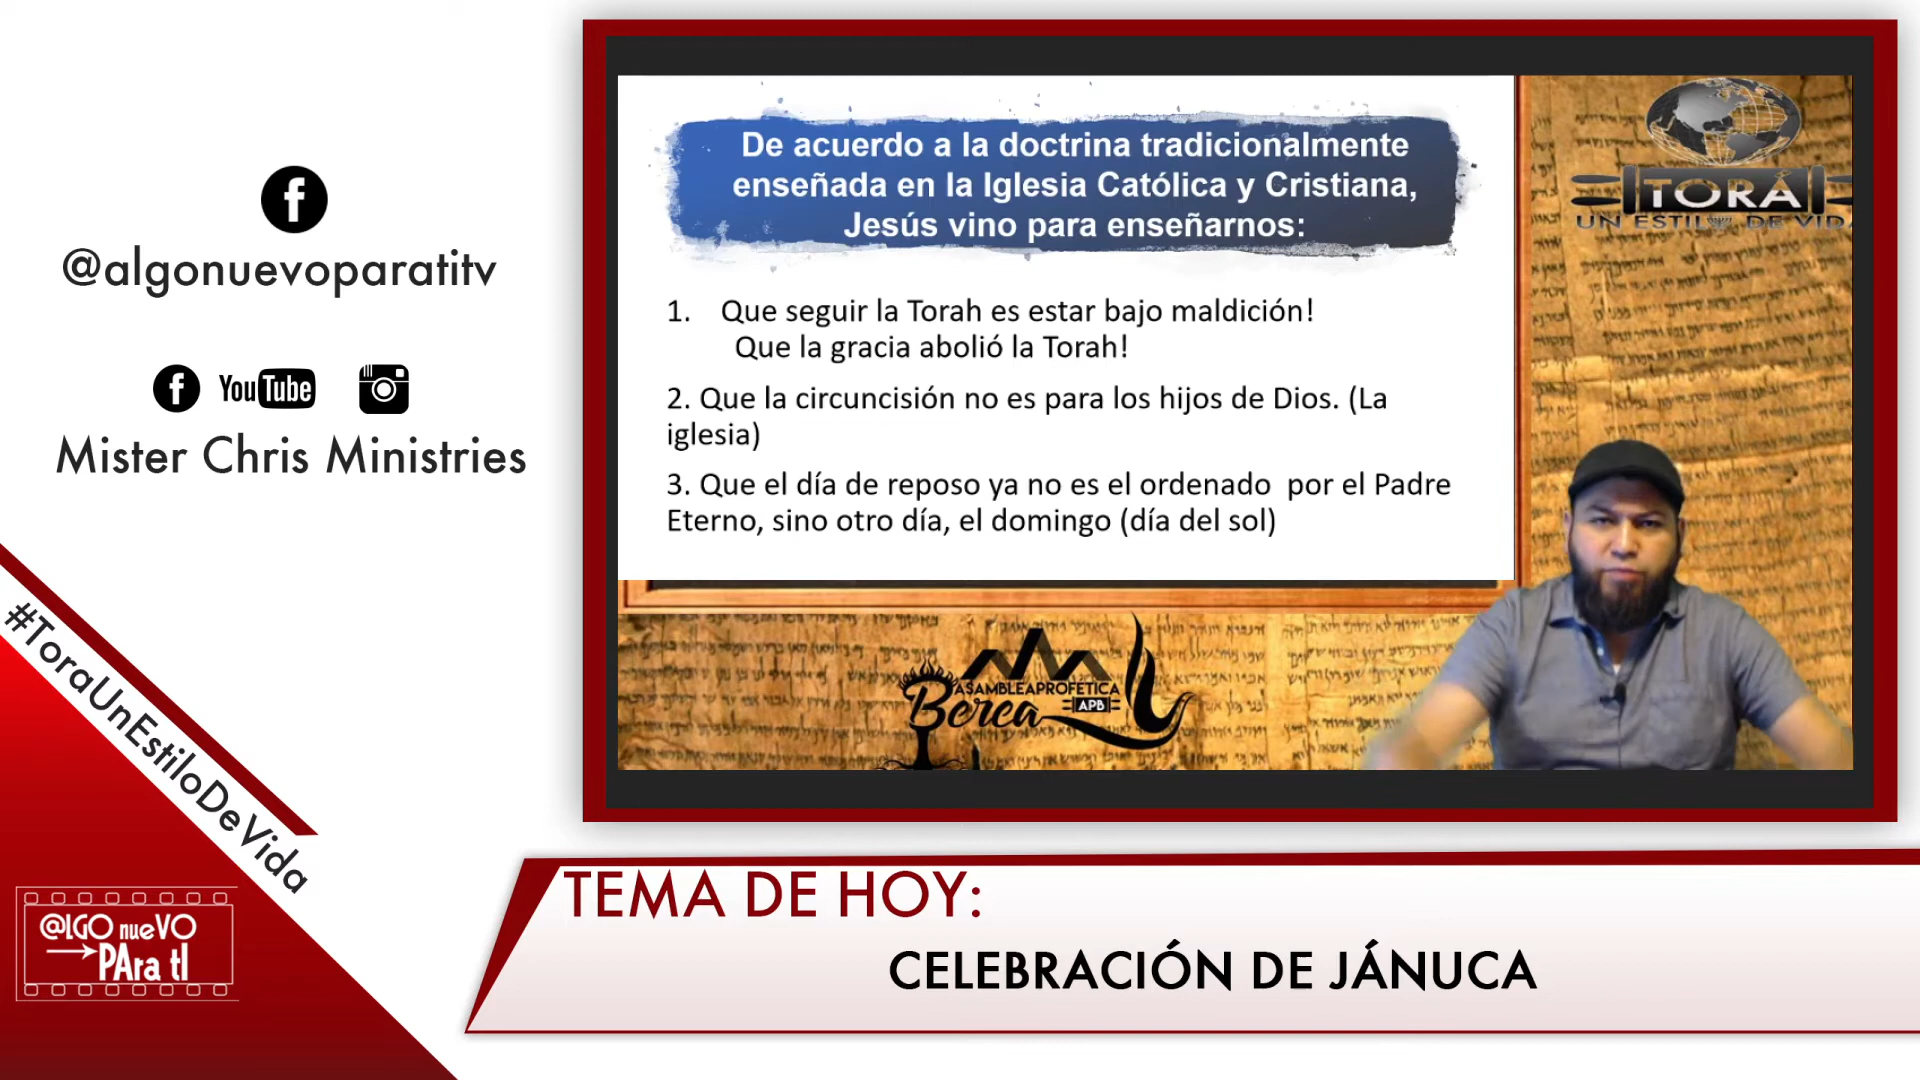 @algonuevoparatitv
YouTube
Mister Chris Ministries
#ToraUnEstiloDeVida
@LGO nueVO
PAra tI
De acuerdo a la doctrina tradicionalmente
enseñada en la Iglesia Católica y Cristiana,
Jesús vino para enseñarnos:
1. Que seguir la Torah es estar bajo maldición!
Que la gracia abolió la Torah!
2. Que la circuncisión no es para los hijos de Dios. (La
iglesia)
3. Que el día de reposo ya no es el ordenado por el Padre
Eterno, sino otro día, el domingo (día del sol)
TORÁ
UN ESTILO DE VIDA
ASAMBLEAPROFÉTICA
Berea
APB
TEMA DE HOY:
CELEBRACIÓN DE JÁNUCA